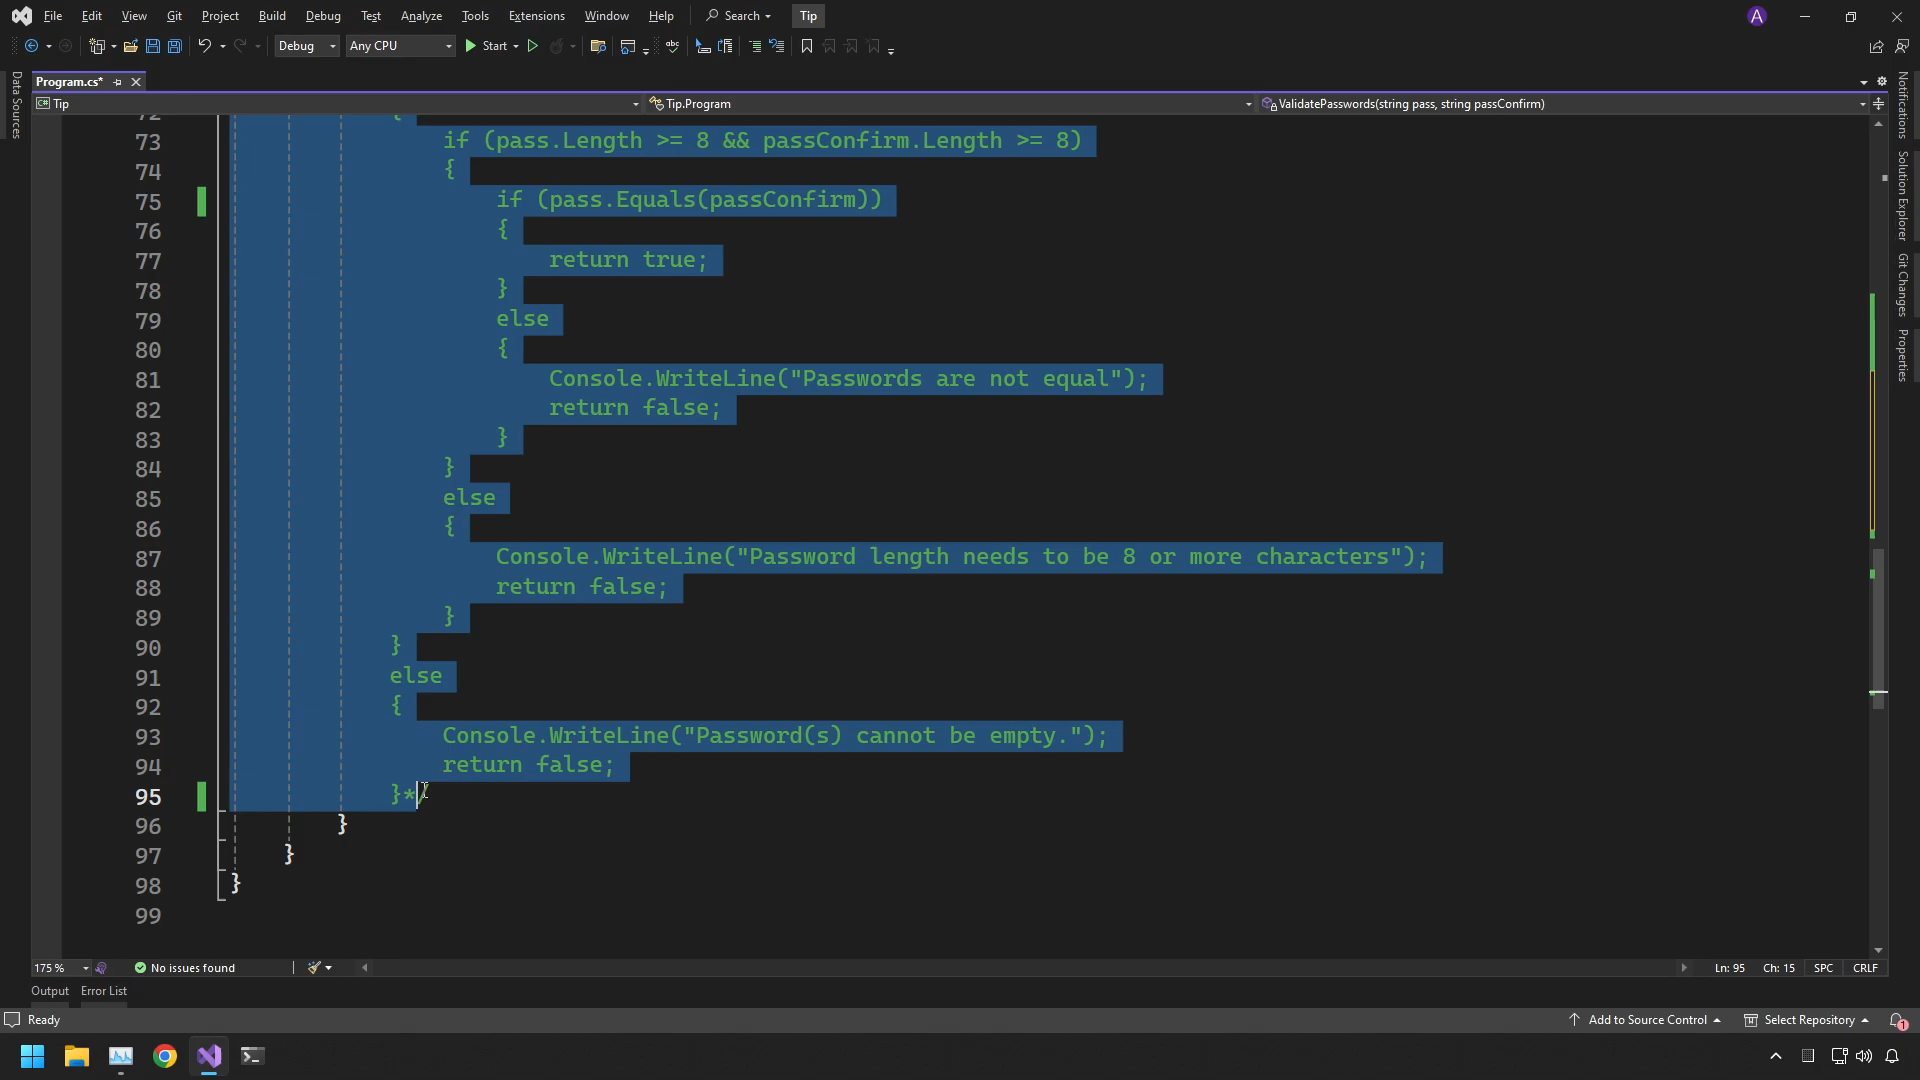 File Edit View Git Project Build Debug Test Analyze Tools Extensions Window Help Search Tip A
Debug Any CPU Start
Program.cs*
Tip Tip.Program ValidatePasswords(string pass, string passConfirm)
Data Sources
Notifications
Solution Explorer
Git Changes
Properties
72 {
73 if (pass.Length >= 8 && passConfirm.Length >= 8)
74 {
75 if (pass.Equals(passConfirm))
76 {
77 return true;
78 }
79 else
80 {
81 Console.WriteLine("Passwords are not equal");
82 return false;
83 }
84 }
85 else
86 {
87 Console.WriteLine("Password length needs to be 8 or more characters");
88 return false;
89 }
90 }
91 else
92 {
93 Console.WriteLine("Password(s) cannot be empty.");
94 return false;
95 }*/
96 }
97 }
98 }
99
175 % No issues found Ln: 95 Ch: 15 SPC CRLF
Output Error List
Ready Add to Source Control Select Repository 1